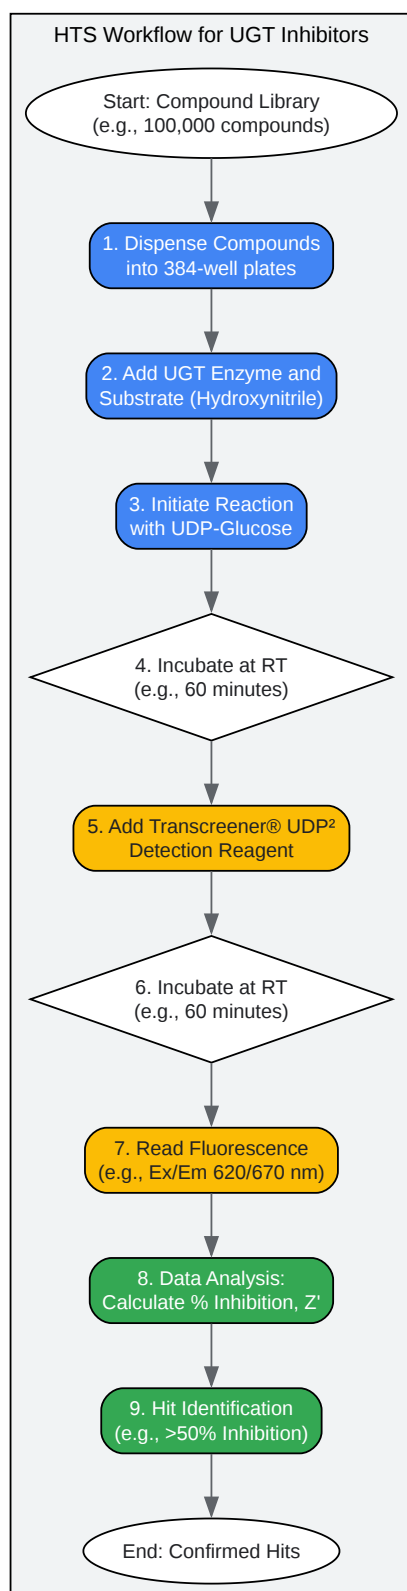 HTS Workflow for UGT Inhibitors
Start: Compound Library
(e.g., 100,000 compounds)
1. Dispense Compounds
into 384-well plates
2. Add UGT Enzyme and
Substrate (Hydroxynitrile)
3. Initiate Reaction
with UDP-Glucose
4. Incubate at RT
(e.g., 60 minutes)
5. Add Transcreener® UDP²
Detection Reagent
6. Incubate at RT
(e.g., 60 minutes)
7. Read Fluorescence
(e.g., Ex/Em 620/670 nm)
8. Data Analysis:
Calculate % Inhibition, Z'
9. Hit Identification
(e.g., >50% Inhibition)
End: Confirmed Hits